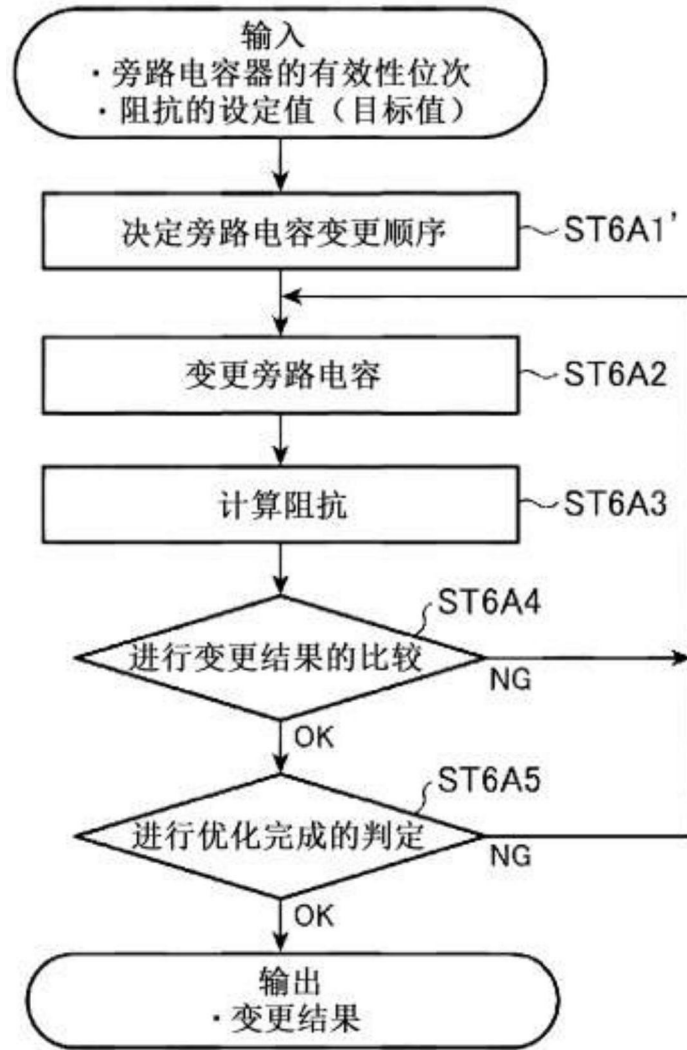 输入
·旁路电容器的有效性位次
·阻抗的设定值（目标值）
决定旁路电容变更顺序
ST6A1'
变更旁路电容
ST6A2
计算阻抗
ST6A3
ST6A4
进行变更结果的比较
NG
OK
ST6A5
进行优化完成的判定
NG
OK
输出
·变更结果